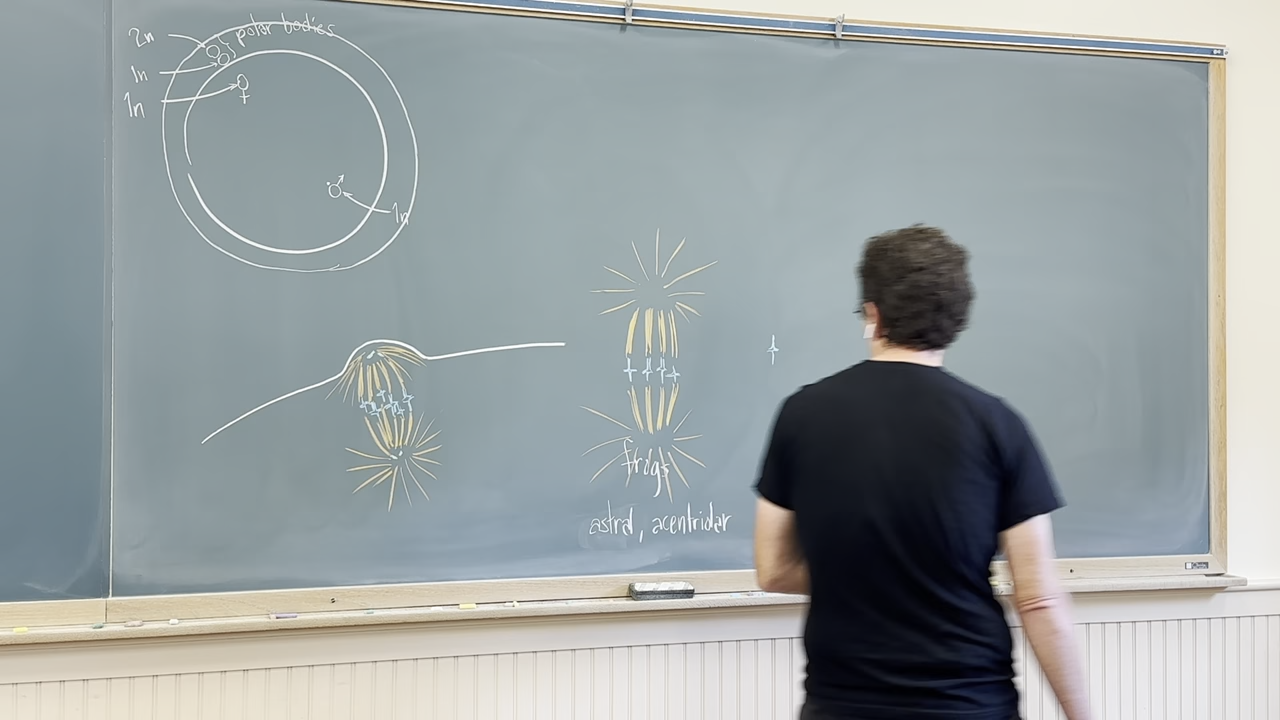 2n
polar bodies
1n
♀
1n
♂
1n
frogs
astral, acentriolar